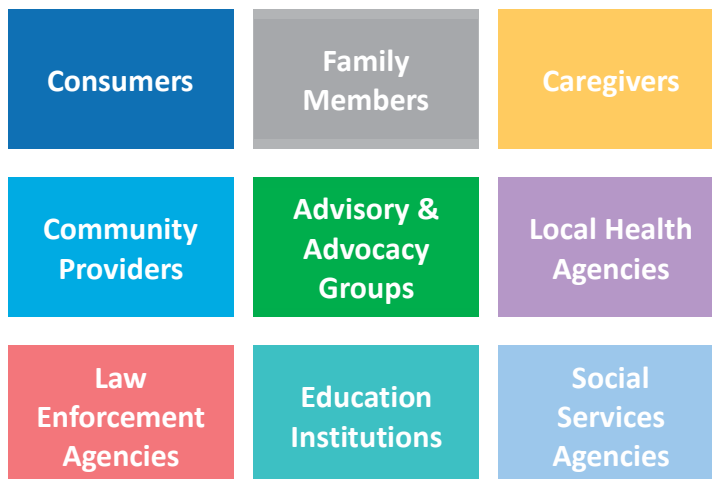 Consumers
Family
Members
Caregivers
Community
Providers
Advisory &
Advocacy
Groups
Local Health
Agencies
Law
Enforcement
Agencies
Education
Institutions
Social
Services
Agencies